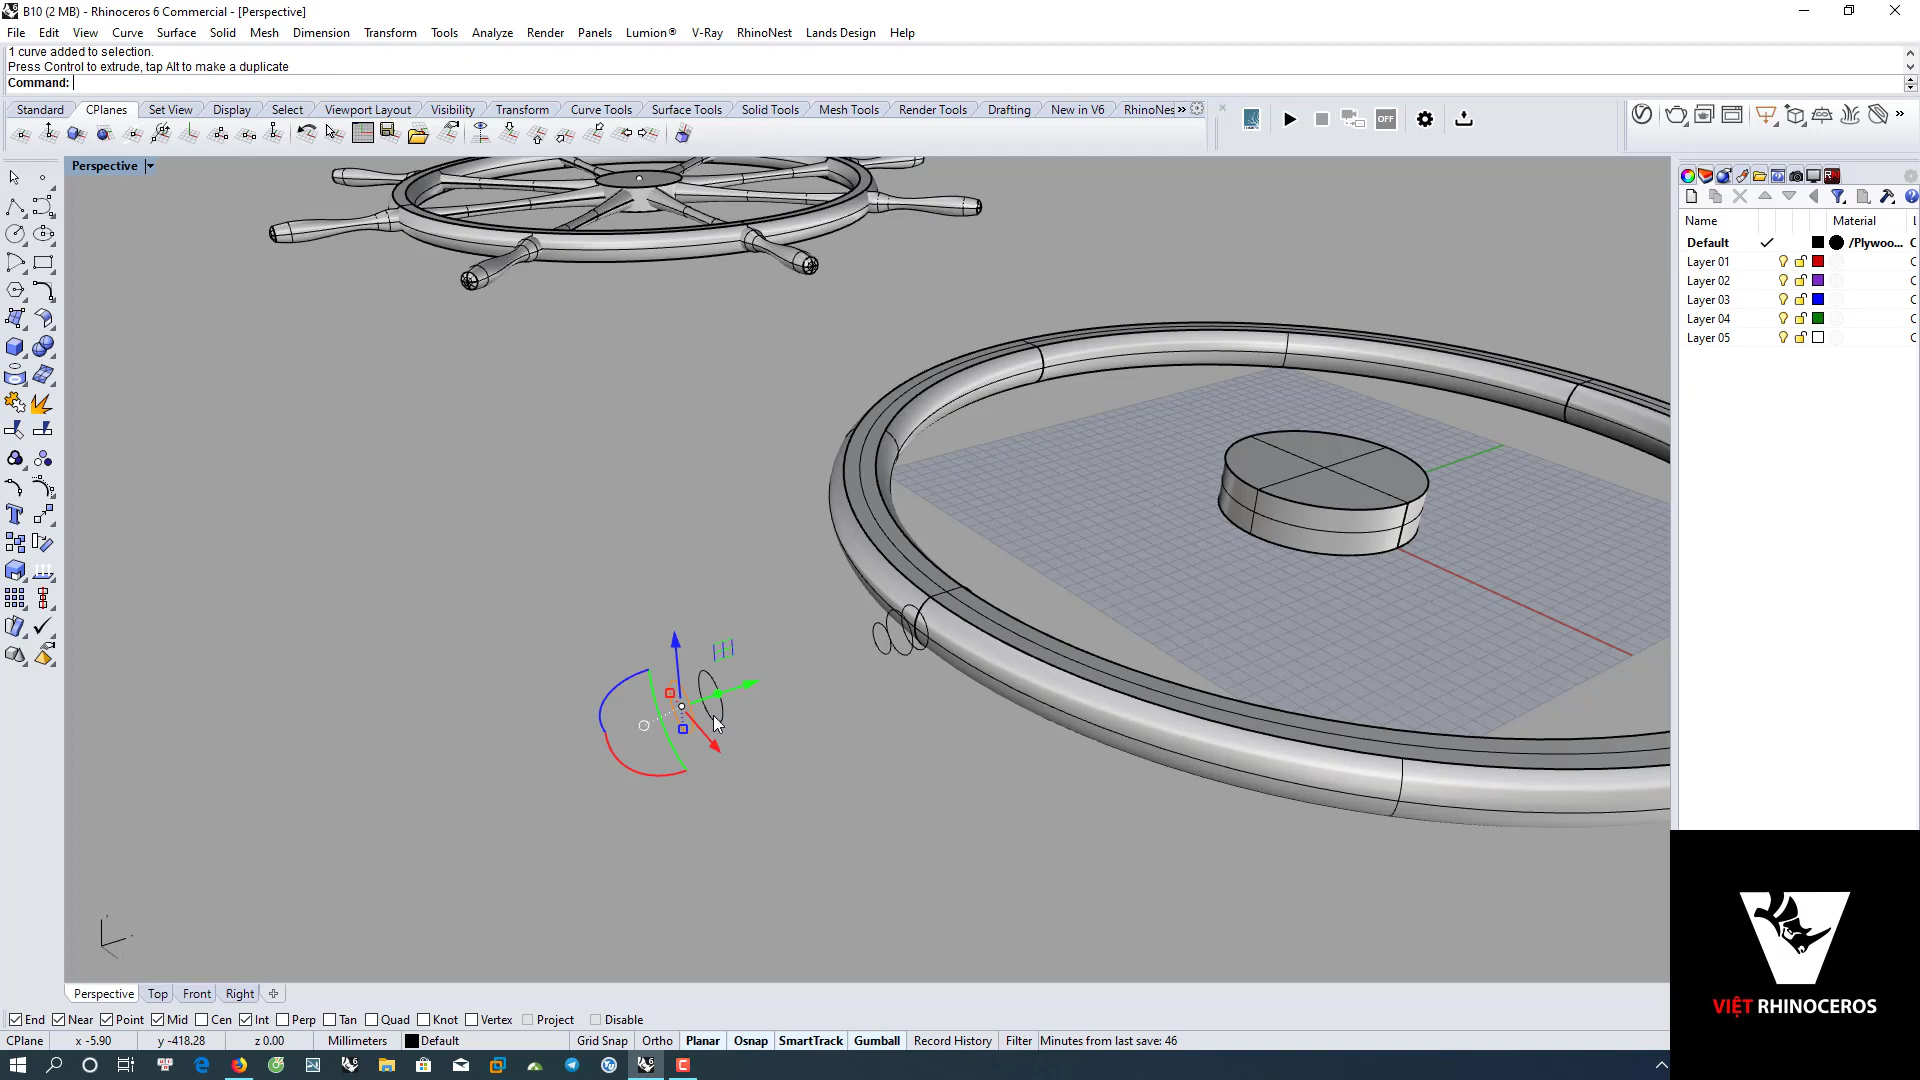 B10 (2 MB) - Rhinoceros 6 Commercial - [Perspective]
File Edit View Curve Surface Solid Mesh Dimension Transform Tools Analyze Render Panels Lumion® V-Ray RhinoNest Lands Design Help
1 curve added to selection.
Press Control to extrude, tap Alt to make a duplicate
Command:
Standard CPlanes Set View Display Select Viewport Layout Visibility Transform Curve Tools Surface Tools Solid Tools Mesh Tools Render Tools Drafting New in V6 RhinoNes »
OFF
Perspective
Name Material
Default /Plywoo...
Layer 01
Layer 02
Layer 03
Layer 04
Layer 05
Perspective Top Front Right
End Near Point Mid Cen Int Perp Tan Quad Knot Vertex Project Disable
CPlane x -5.90 y -418.28 z 0.00 Millimeters Default Grid Snap Ortho Planar Osnap SmartTrack Gumball Record History Filter Minutes from last save: 46
VIỆT RHINOCEROS